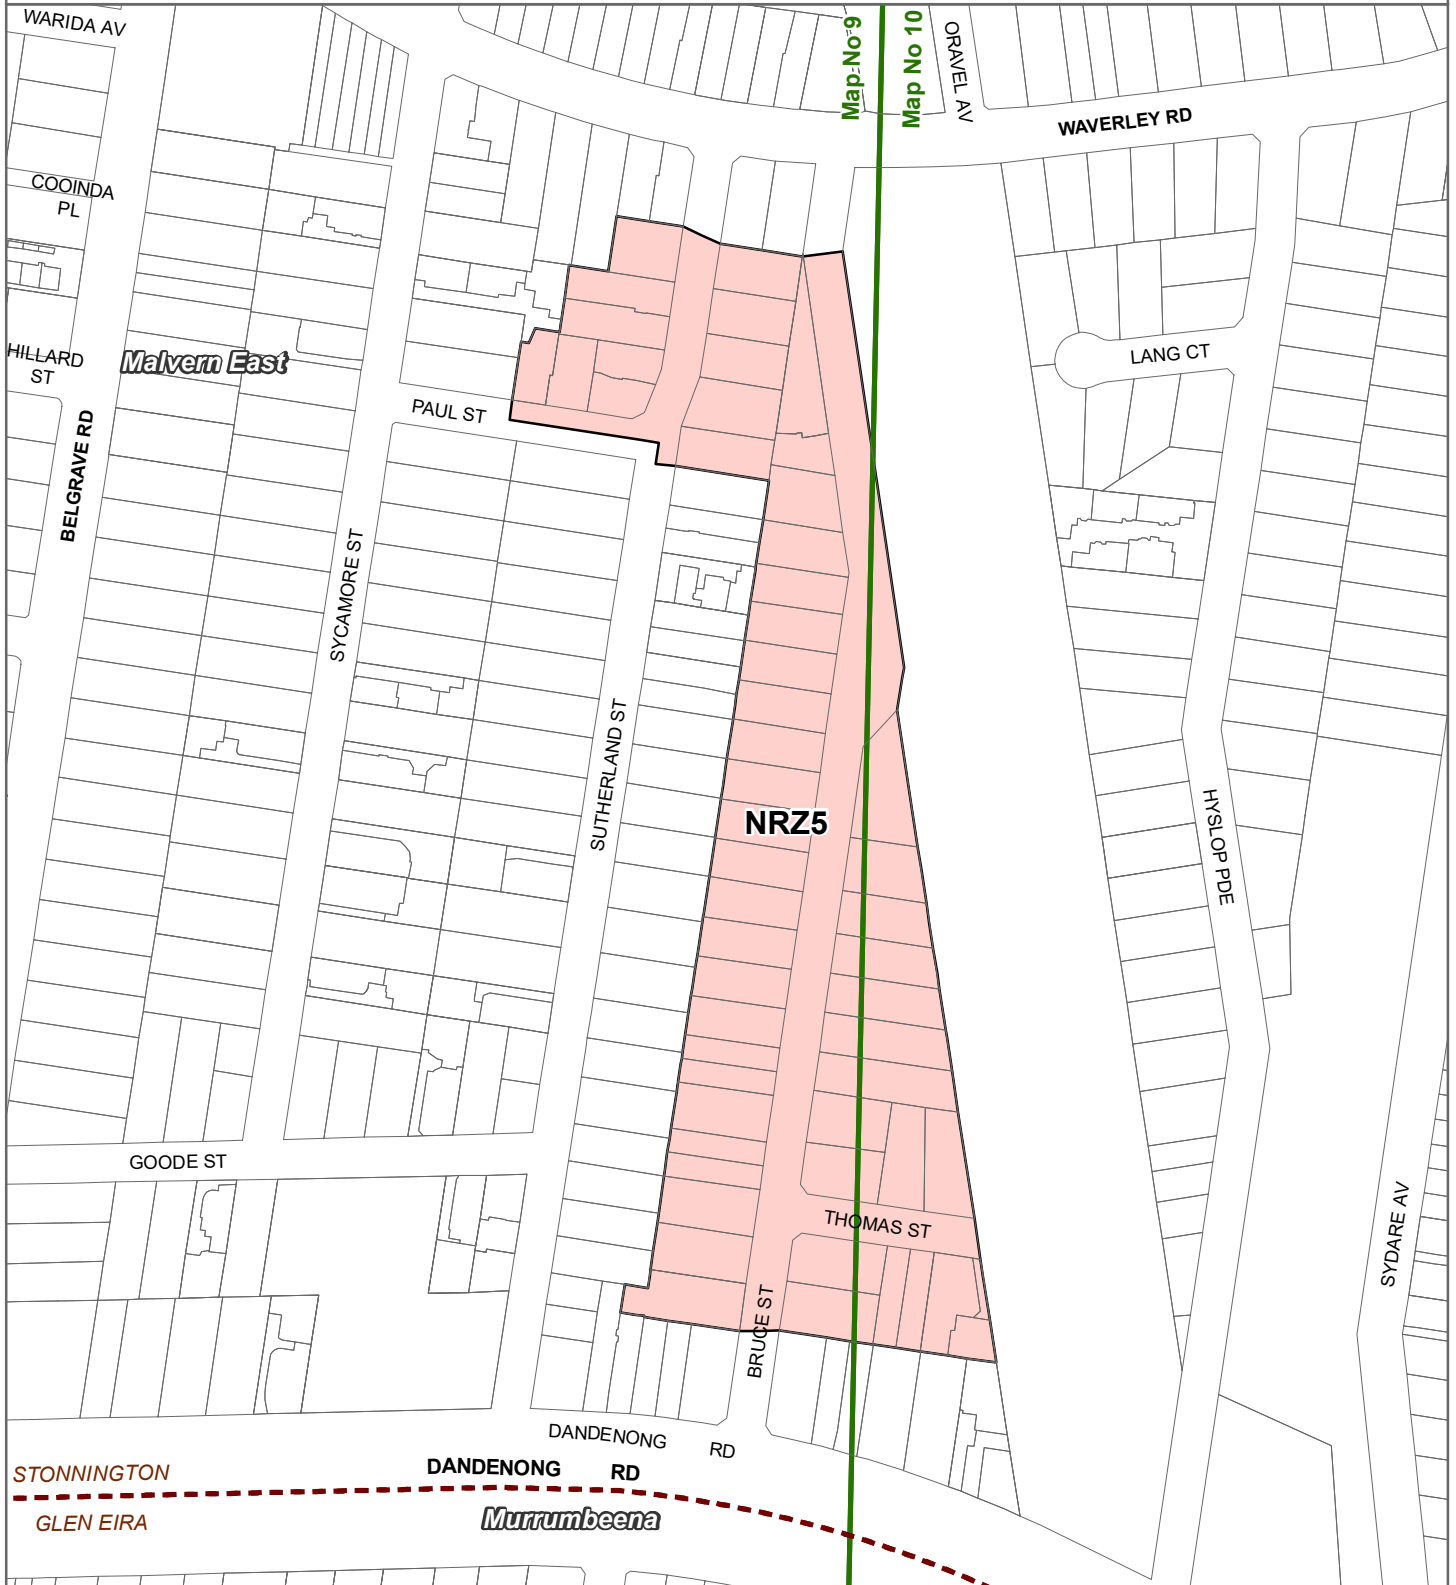 WARIDA AV
Map No 9
Map No 10
ORAVEL AV
WAVERLEY RD
COOINDA
PL
HILLARD
ST
Malvern East
LANG CT
PAUL ST
BELGRAVE RD
SYCAMORE ST
SUTHERLAND ST
NRZ5
HYSLOP PDE
GOODE ST
THOMAS ST
SYDARE AV
BRUCE ST
DANDENONG RD
DANDENONG RD
STONNINGTON
GLEN EIRA
Murrumbeena